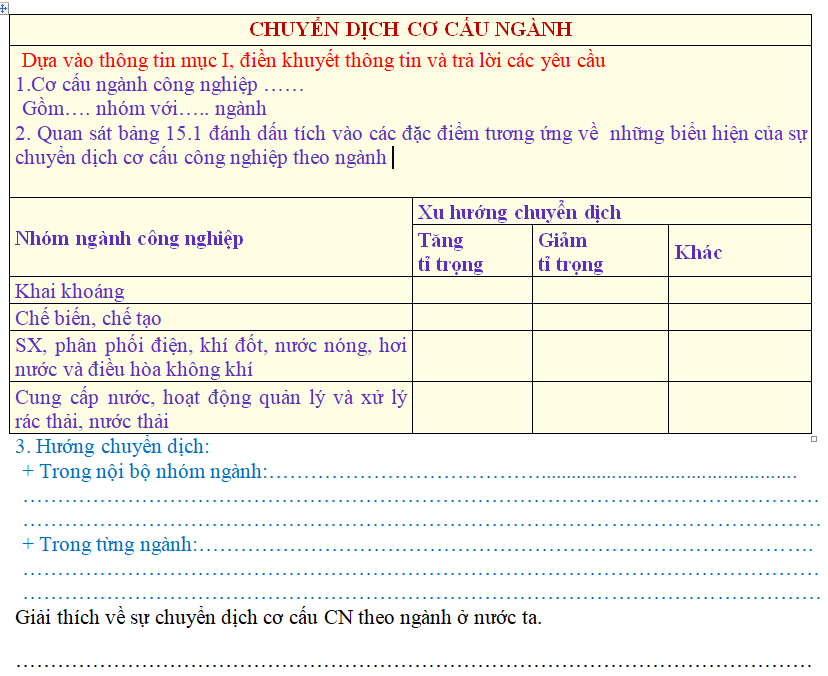 CHUYỂN DỊCH CƠ CẤU NGÀNH
Dựa vào thông tin mục I, điền khuyết thông tin và trả lời các yêu cầu
1.Cơ cấu ngành công nghiệp ……
Gồm…. nhóm với….. ngành
2. Quan sát bảng 15.1 đánh dấu tích vào các đặc điểm tương ứng về những biểu hiện của sự
chuyển dịch cơ cấu công nghiệp theo ngành
Nhóm ngành công nghiệp
Xu hướng chuyển dịch
Tăng
tỉ trọng
Giảm
tỉ trọng
Khác
Khai khoáng
Chế biến, chế tạo
SX, phân phối điện, khí đốt, nước nóng, hơi
nước và điều hòa không khí
Cung cấp nước, hoạt động quản lý và xử lý
rác thải, nước thải
3. Hướng chuyển dịch:
+ Trong nội bộ nhóm ngành:…………………………………...............................................
……………………………………………………………………………………………………
……………………………………………………………………………………………………
+ Trong từng ngành:…………………………………………………………………………….
……………………………………………………………………………………………………
……………………………………………………………………………………………………
Giải thích về sự chuyển dịch cơ cấu CN theo ngành ở nước ta.
……………………………………………………………………………………………………